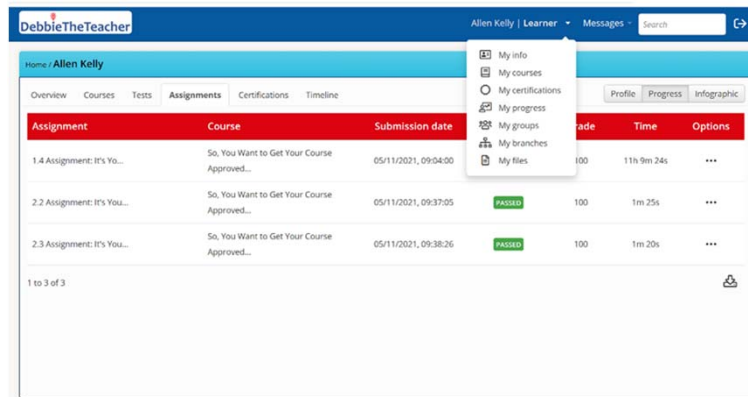 DebbieTheTeacher
Allen Kelly | Learner
Messages
Search
Home / Allen Kelly
My info
My courses
My certifications
My progress
My groups
My branches
My files
Overview Courses Tests Assignments Certifications Timeline
Profile Progress Infographic
Assignment Course Submission date rade Time Options
1.4 Assignment: It's Yo... So, You Want to Get Your Course 05/11/2021, 09:04:00 100 11h 9m 24s
Approved...
2.2 Assignment: It's You... So, You Want to Get Your Course 05/11/2021, 09:37:05 PASSED 100 1m 25s
Approved...
2.3 Assignment: It's You... So, You Want to Get Your Course 05/11/2021, 09:38:26 PASSED 100 1m 20s
Approved...
1 to 3 of 3